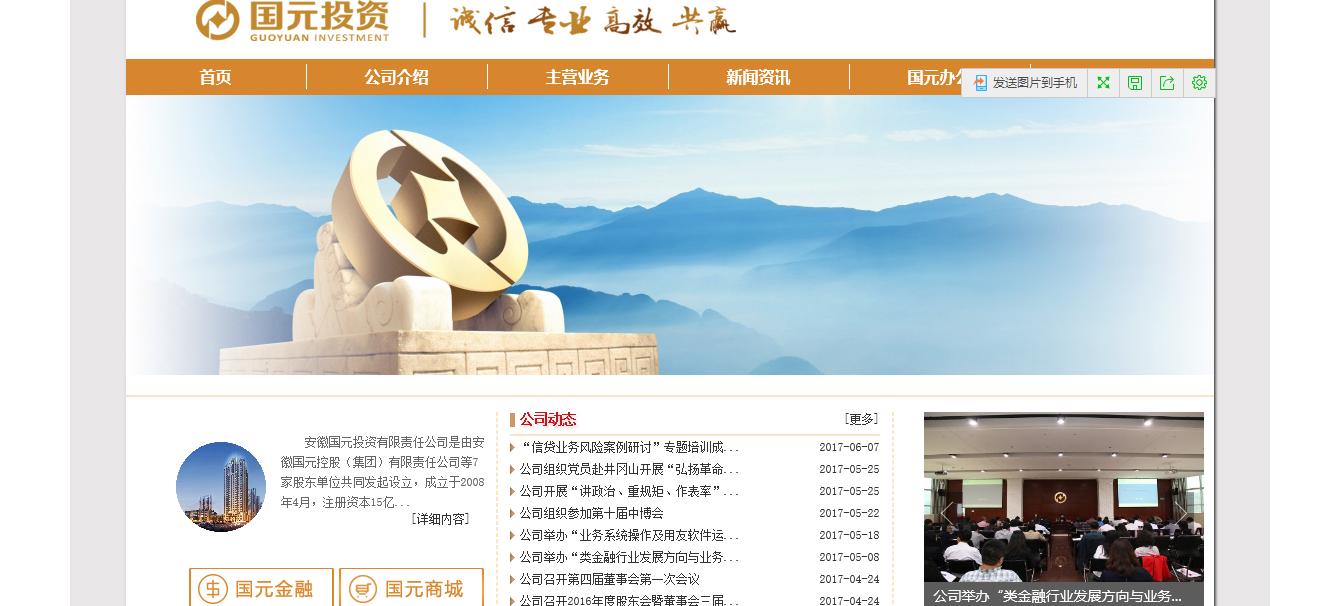 国元投资
GUOYUAN INVESTMENT
诚信 专业 高效 共赢
首页
公司介绍
主营业务
新闻资讯
国元办
发送图片到手机
安徽国元投资有限责任公司是由安
徽国元控股（集团）有限责任公司等7
家股东单位共同发起设立，成立于2008
年4月，注册资本15亿...
[详细内容]
国元金融
国元商城
公司动态
[更多]
“信贷业务风险案例研讨”专题培训成... 2017-06-07
公司组织党员赴井冈山开展“弘扬革命... 2017-05-25
公司开展“讲政治、重规矩、作表率”... 2017-05-25
公司组织参加第十届中博会 2017-05-22
公司举办“业务系统操作及用友软件运... 2017-05-18
公司举办“类金融行业发展方向与业务... 2017-05-08
公司召开第四届董事会第一次会议 2017-04-24
公司召开2016年度股东会暨董事会三届... 2017-04-24
公司举办“类金融行业发展方向与业务...